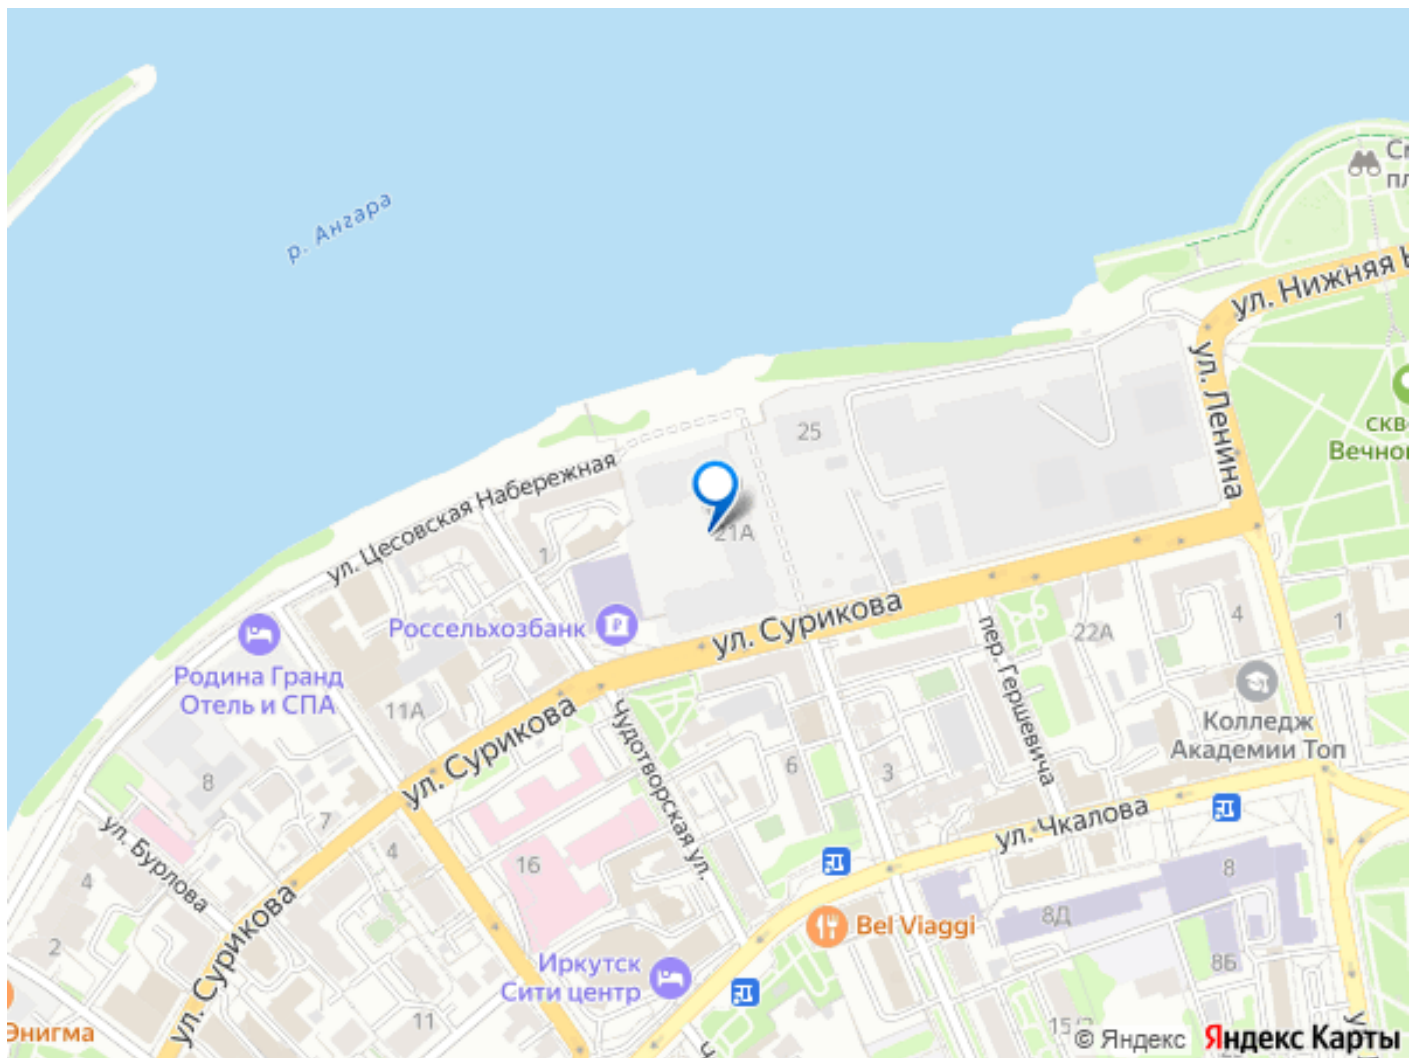 См
пл
р. Ангара
ул. Нижняя Н
ул. Ленина
скв
Вечног
25
21А
ул. Цесовская Набережная
1
Россельхозбанк
ул. Сурикова
пер. Гершевича
22А
4
1
Родина Гранд
Отель и СПА
11А
Колледж
Академии Топ
ул. Сурикова
Чудотворская ул.
6
3
8
7
ул. Чкалова
ул. Бурлова
4
16
8
4
8Д
Bel Viaggi
2
ул. Сурикова
8Б
Иркутск
Сити центр
11
Энигма
© Яндекс
Яндекс Карты